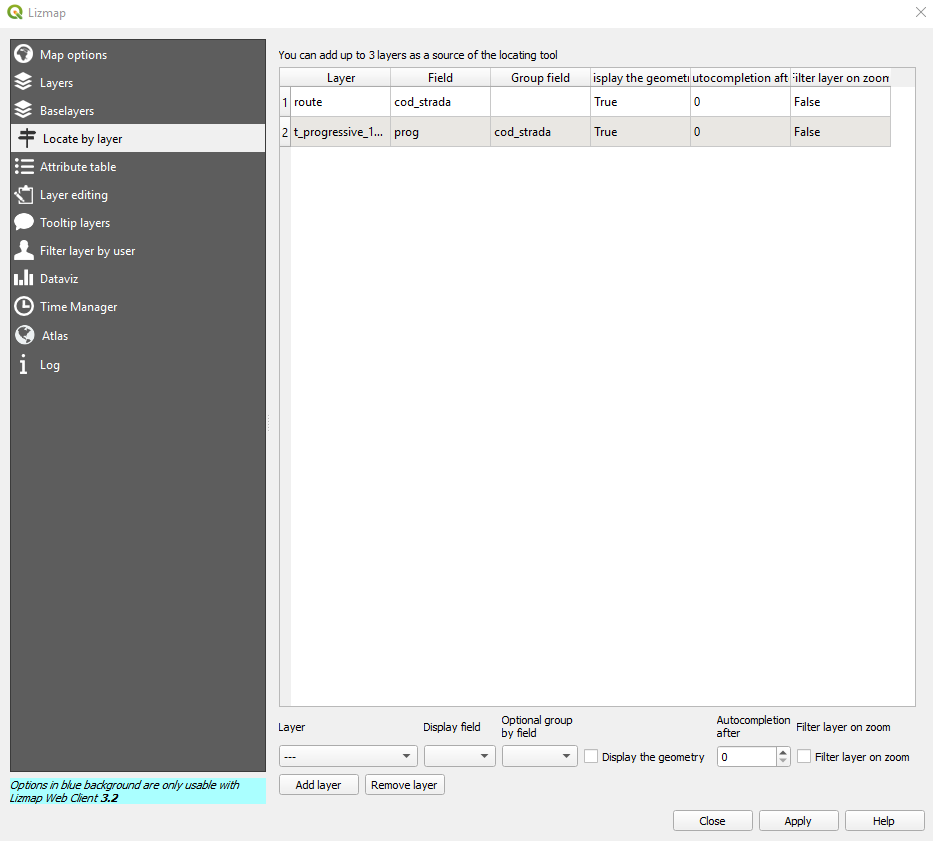 Lizmap
Map options
Layers
Baselayers
Locate by layer
Attribute table
Layer editing
Tooltip layers
Filter layer by user
Dataviz
Time Manager
Atlas
Log
Options in blue background are only usable with
Lizmap Web Client 3.2
You can add up to 3 layers as a source of the locating tool
Layer Field Group field isplay the geometr utocompletion aft ilter layer on zoom
1 route cod_strada True 0 False
2 t_progressive_1... prog cod_strada True 0 False
Layer Display field Optional group by field Autocompletion after Filter layer on zoom
--- Display the geometry 0 Filter layer on zoom
Add layer Remove layer
Close Apply Help